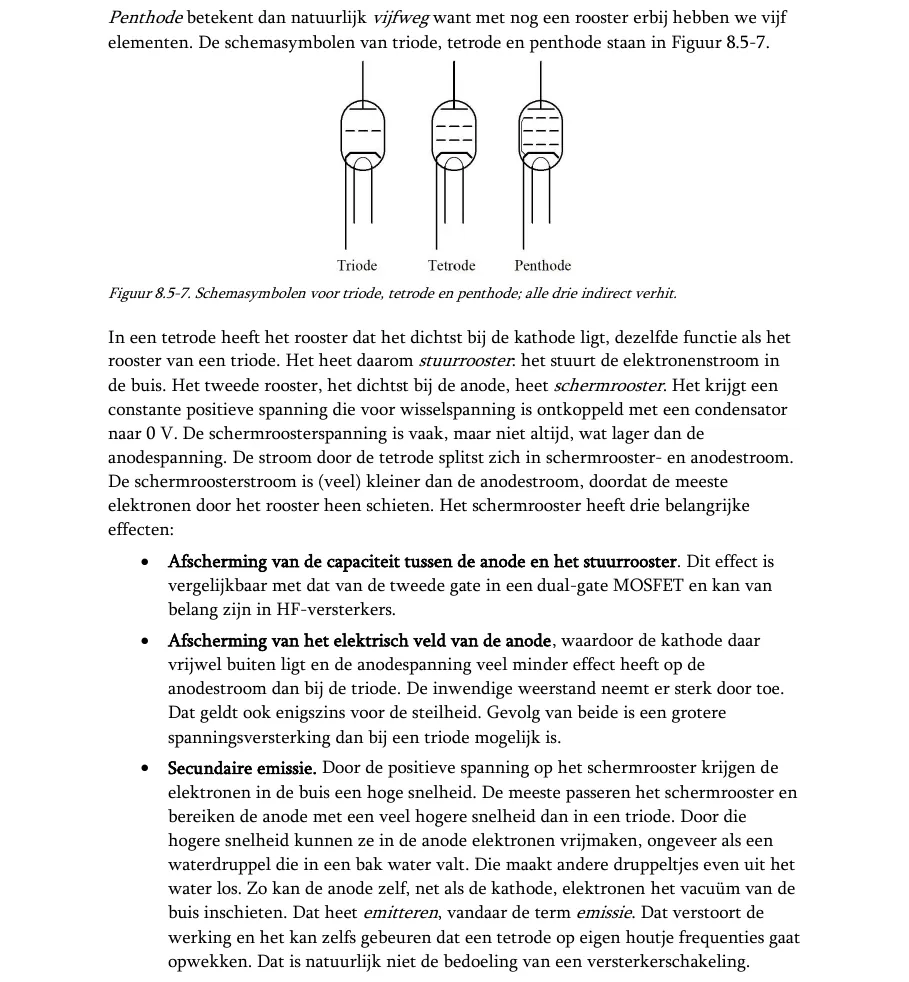 Penthode betekent dan natuurlijk vijfweg want met nog een rooster erbij hebben we vijf
elementen. De schemasymbolen van triode, tetrode en penthode staan in Figuur 8.5-7.
Triode Tetrode Penthode
Figuur 8.5-7. Schemasymbolen voor triode, tetrode en penthode; alle drie indirect verhit.
In een tetrode heeft het rooster dat het dichtst bij de kathode ligt, dezelfde functie als het
rooster van een triode. Het heet daarom stuurrooster: het stuurt de elektronenstroom in
de buis. Het tweede rooster, het dichtst bij de anode, heet schermrooster. Het krijgt een
constante positieve spanning die voor wisselspanning is ontkoppeld met een condensator
naar 0 V. De schermroosterspanning is vaak, maar niet altijd, wat lager dan de
anodespanning. De stroom door de tetrode splitst zich in schermrooster- en anodestroom.
De schermroosterstroom is (veel) kleiner dan de anodestroom, doordat de meeste
elektronen door het rooster heen schieten. Het schermrooster heeft drie belangrijke
effecten:
• Afscherming van de capaciteit tussen de anode en het stuurrooster. Dit effect is
vergelijkbaar met dat van de tweede gate in een dual-gate MOSFET en kan van
belang zijn in HF-versterkers.
• Afscherming van het elektrisch veld van de anode, waardoor de kathode daar
vrijwel buiten ligt en de anodespanning veel minder effect heeft op de
anodestroom dan bij de triode. De inwendige weerstand neemt er sterk door toe.
Dat geldt ook enigszins voor de steilheid. Gevolg van beide is een grotere
spanningsversterking dan bij een triode mogelijk is.
• Secundaire emissie. Door de positieve spanning op het schermrooster krijgen de
elektronen in de buis een hoge snelheid. De meeste passeren het schermrooster en
bereiken de anode met een veel hogere snelheid dan in een triode. Door die
hogere snelheid kunnen ze in de anode elektronen vrijmaken, ongeveer als een
waterdruppel die in een bak water valt. Die maakt andere druppeltjes even uit het
water los. Zo kan de anode zelf, net als de kathode, elektronen het vacuüm van de
buis inschieten. Dat heet emitteren, vandaar de term emissie. Dat verstoort de
werking en het kan zelfs gebeuren dat een tetrode op eigen houtje frequenties gaat
opwekken. Dat is natuurlijk niet de bedoeling van een versterkerschakeling.